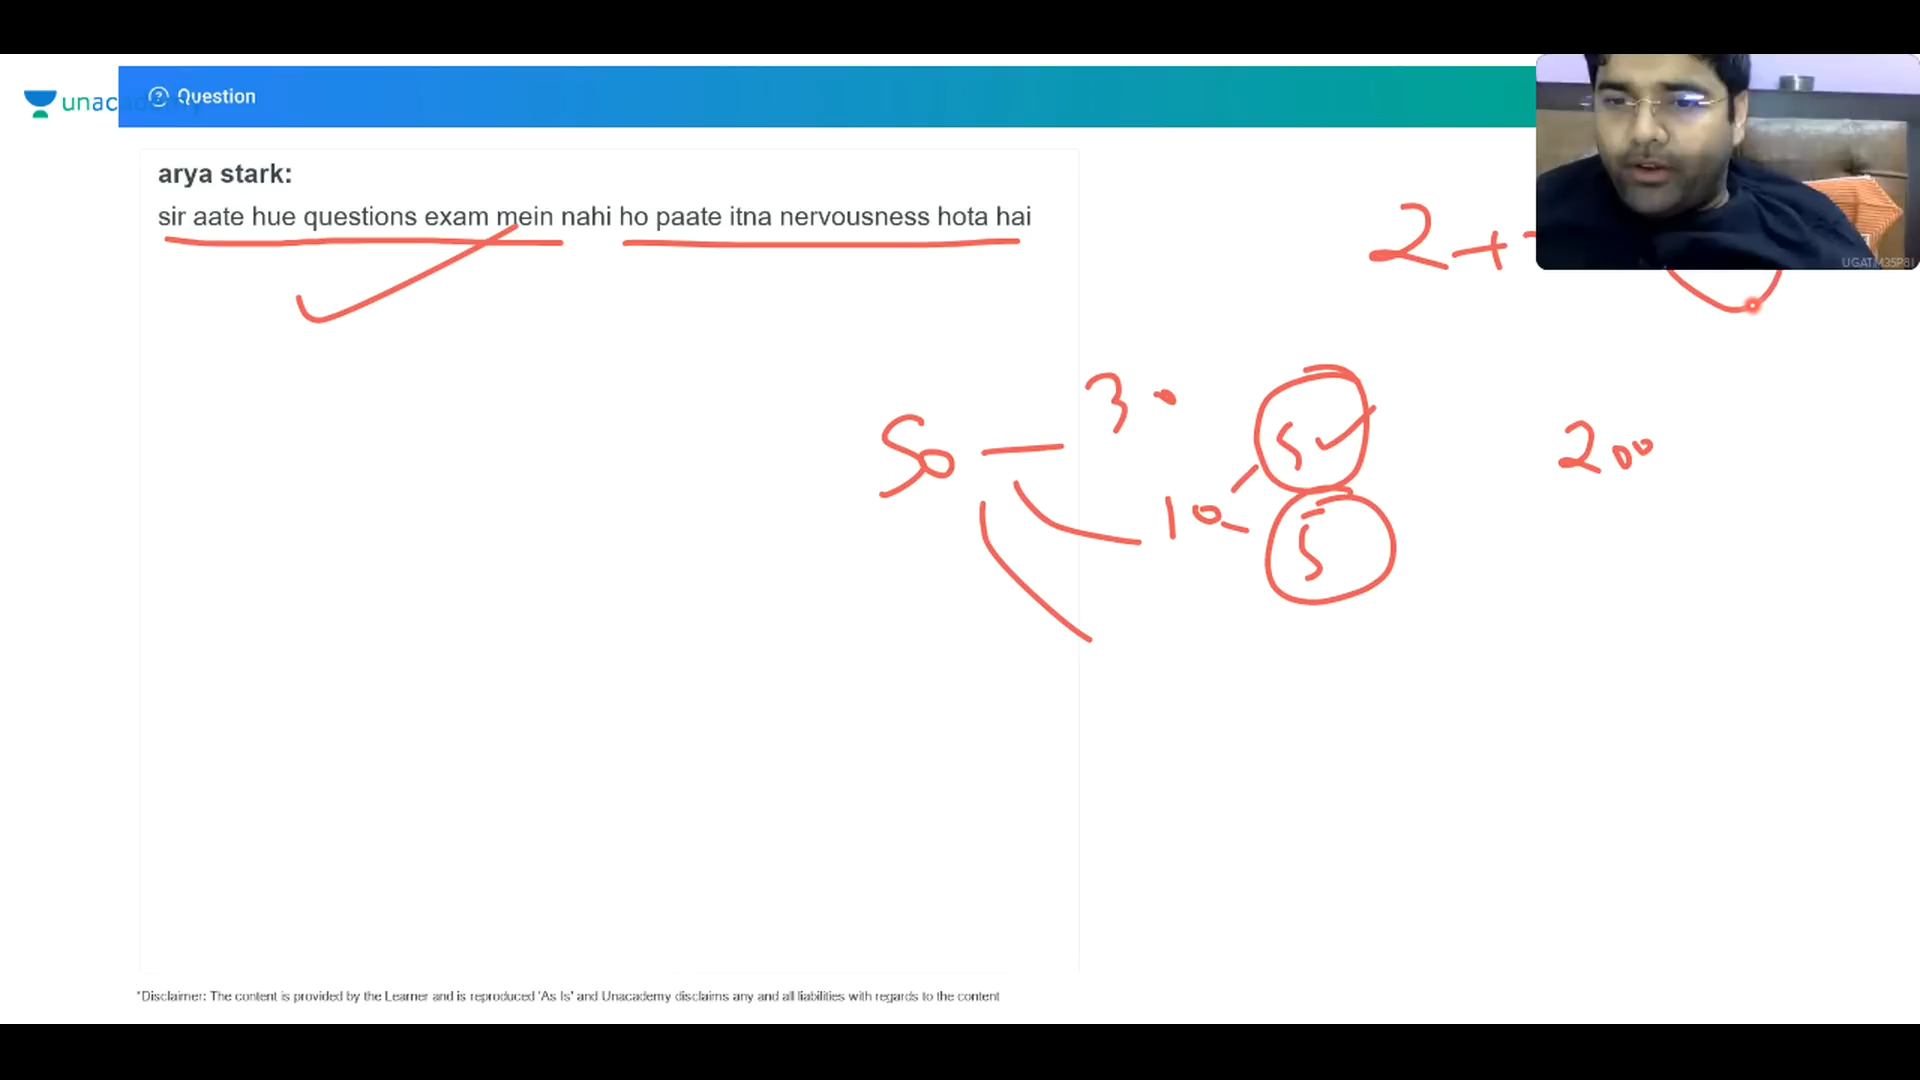 unacademy
? Question
arya stark:
sir aate hue questions exam mein nahi ho paate itna nervousness hota hai
2 +
30
50
5
200
10
5
*Disclaimer: The content is provided by the Learner and is reproduced 'As Is' and Unacademy disclaims any and all liabilities with regards to the content